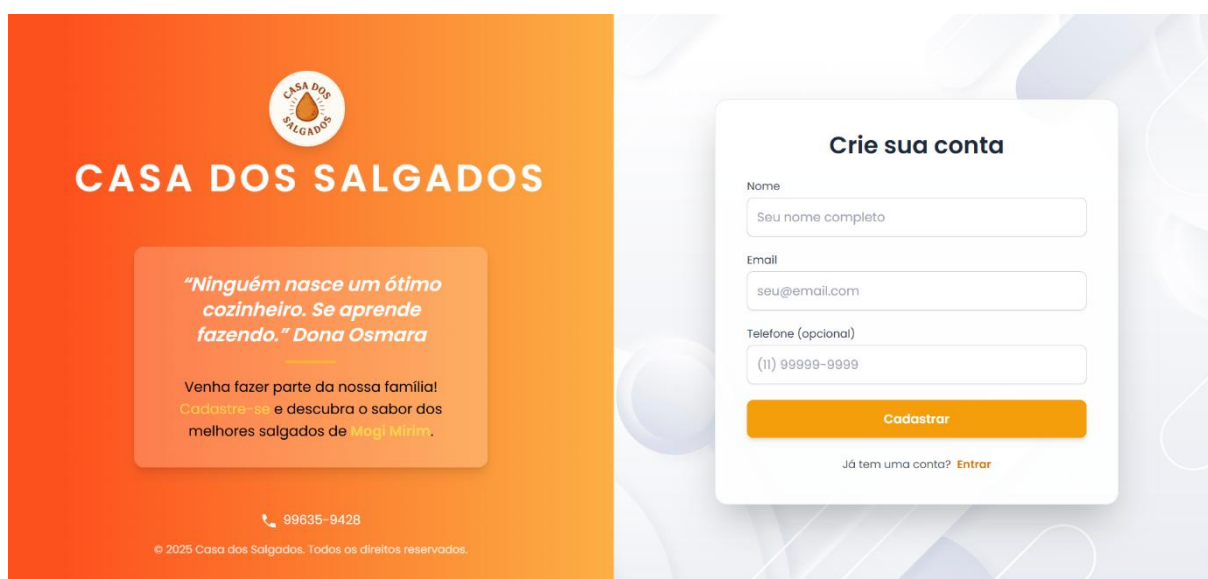 CASA DOS
SALGADOS
CASA DOS SALGADOS
“Ninguém nasce um ótimo
cozinheiro. Se aprende
fazendo.” Dona Osmara
Venha fazer parte da nossa família!
Cadastre-se e descubra o sabor dos
melhores salgados de Mogi Mirim.
99635-9428
© 2025 Casa dos Salgados. Todos os direitos reservados.
Crie sua conta
Nome
Seu nome completo
Email
seu@email.com
Telefone (opcional)
(11) 99999-9999
Cadastrar
Já tem uma conta? Entrar